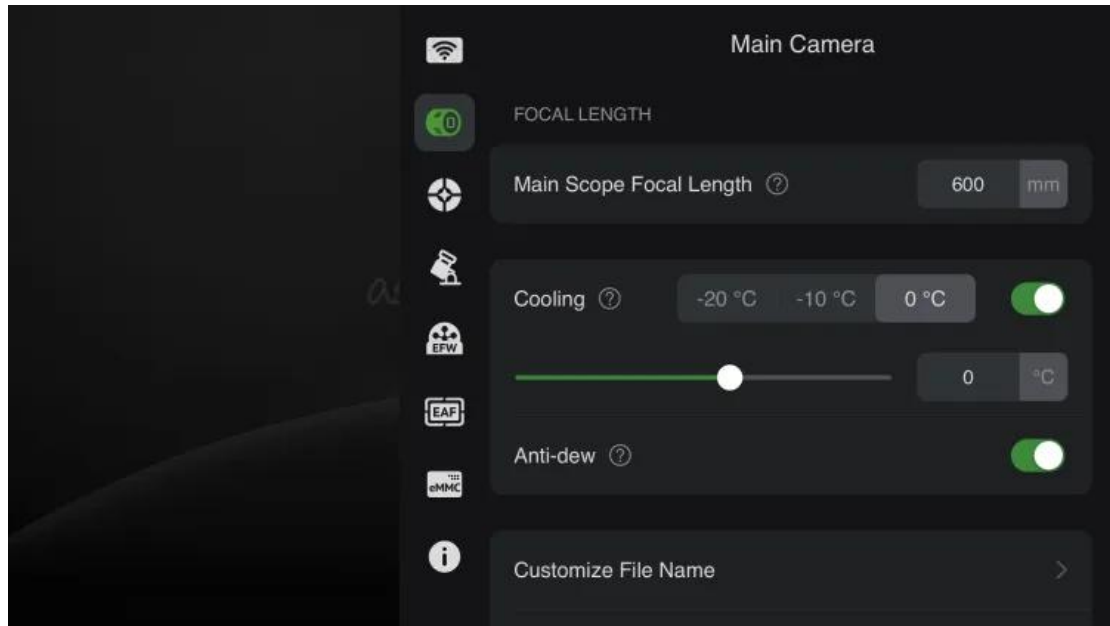 Main Camera
FOCAL LENGTH
Main Scope Focal Length ?
600 mm
Cooling ?
-20 °C -10 °C 0 °C
EFW
0 °C
EAF
Anti-dew ?
eMMC
i
Customize File Name